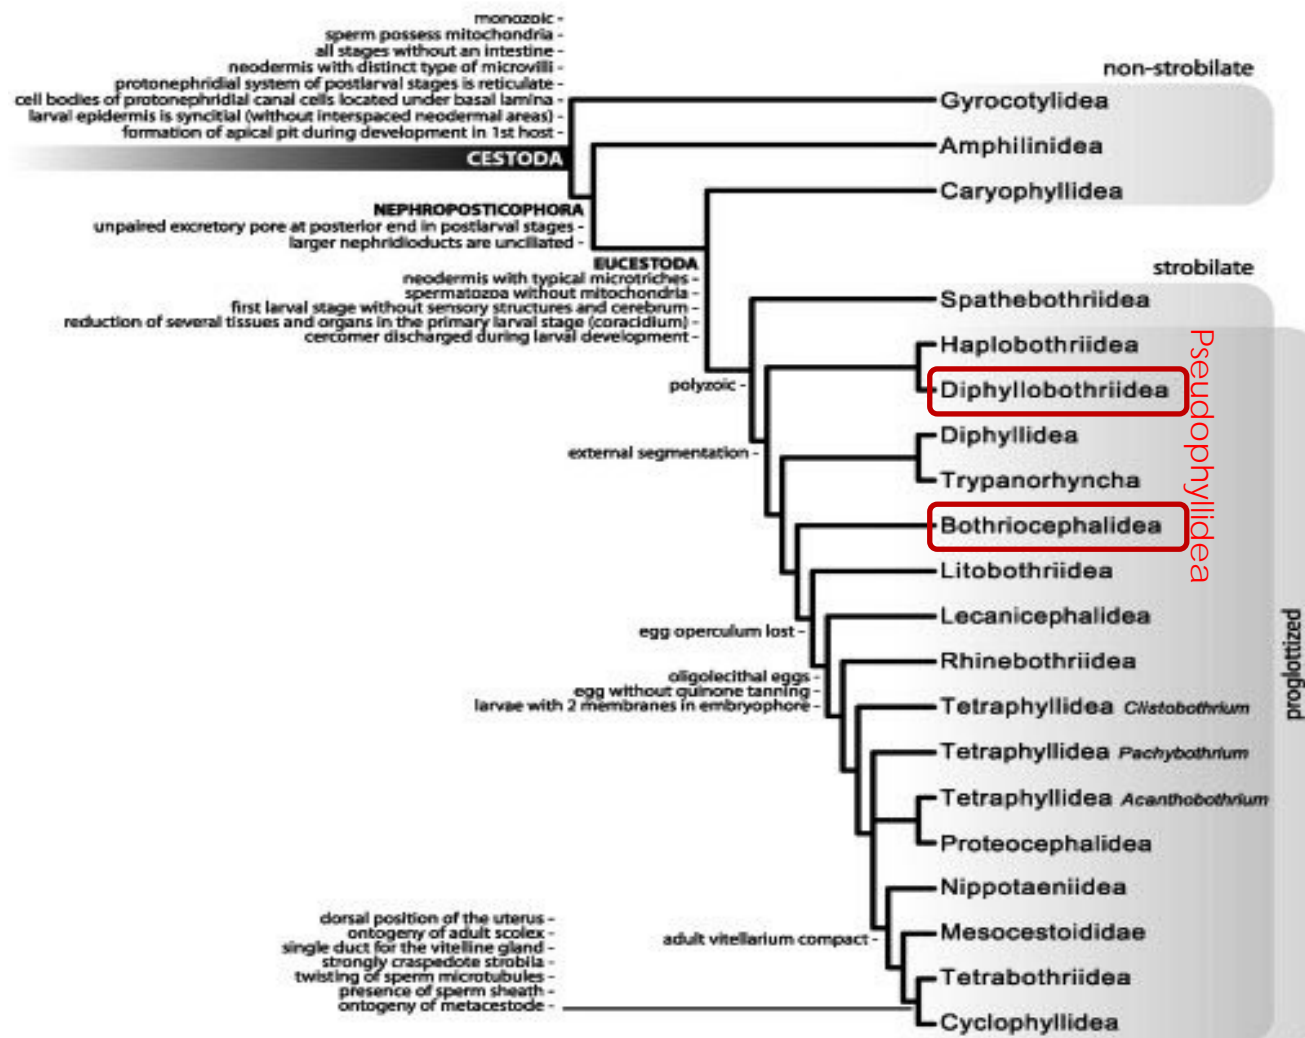 monozoic -
sperm possess mitochondria -
all stages without an intestine -
neodermis with distinct type of microvilli -
protonephridial system of postlarval stages is reticulate -
cell bodies of protonephridial canal cells located under basal lamina -
larval epidermis is syncitial (without interspaced neodermal areas) -
formation of apical pit during development in 1st host -
CESTODA
NEPHROPOSTICOPHORA
unpaired excretory pore at posterior end in postlarval stages -
larger nephridioducts are unciliated -
EUCESTODA
neodermis with typical microtriches -
spermatozoa without mitochondria -
first larval stage without sensory structures and cerebrum -
reduction of several tissues and organs in the primary larval stage (coracidium) -
cercomer discharged during larval development -
polyzoic -
external segmentation -
egg operculum lost -
oligolecithal eggs -
egg without quinone tanning -
larvae with 2 membranes in embryophore -
adult vitellarium compact -
dorsal position of the uterus -
ontogeny of adult scolex -
single duct for the vitelline gland -
strongly craspedote strobila -
twisting of sperm microtubules -
presence of sperm sheath -
ontogeny of metacestode -
non-strobilate
Gyrocotylidea
Amphilinidea
Caryophyllidea
strobilate
Spathebothriidea
Haplobothriidea
Diphyllobothriidea
Diphyllidea
Trypanorhyncha
Bothriocephalidea
Litobothriidea
Lecanicephalidea
Rhinebothriidea
Tetraphyllidea Clistobothrium
Tetraphyllidea Pachybothrium
Tetraphyllidea Acanthobothrium
Proteocephalidea
Nippotaeniidea
Mesocestoididae
Tetrabothriidea
Cyclophyllidea
Pseudophyllidea
proglottized